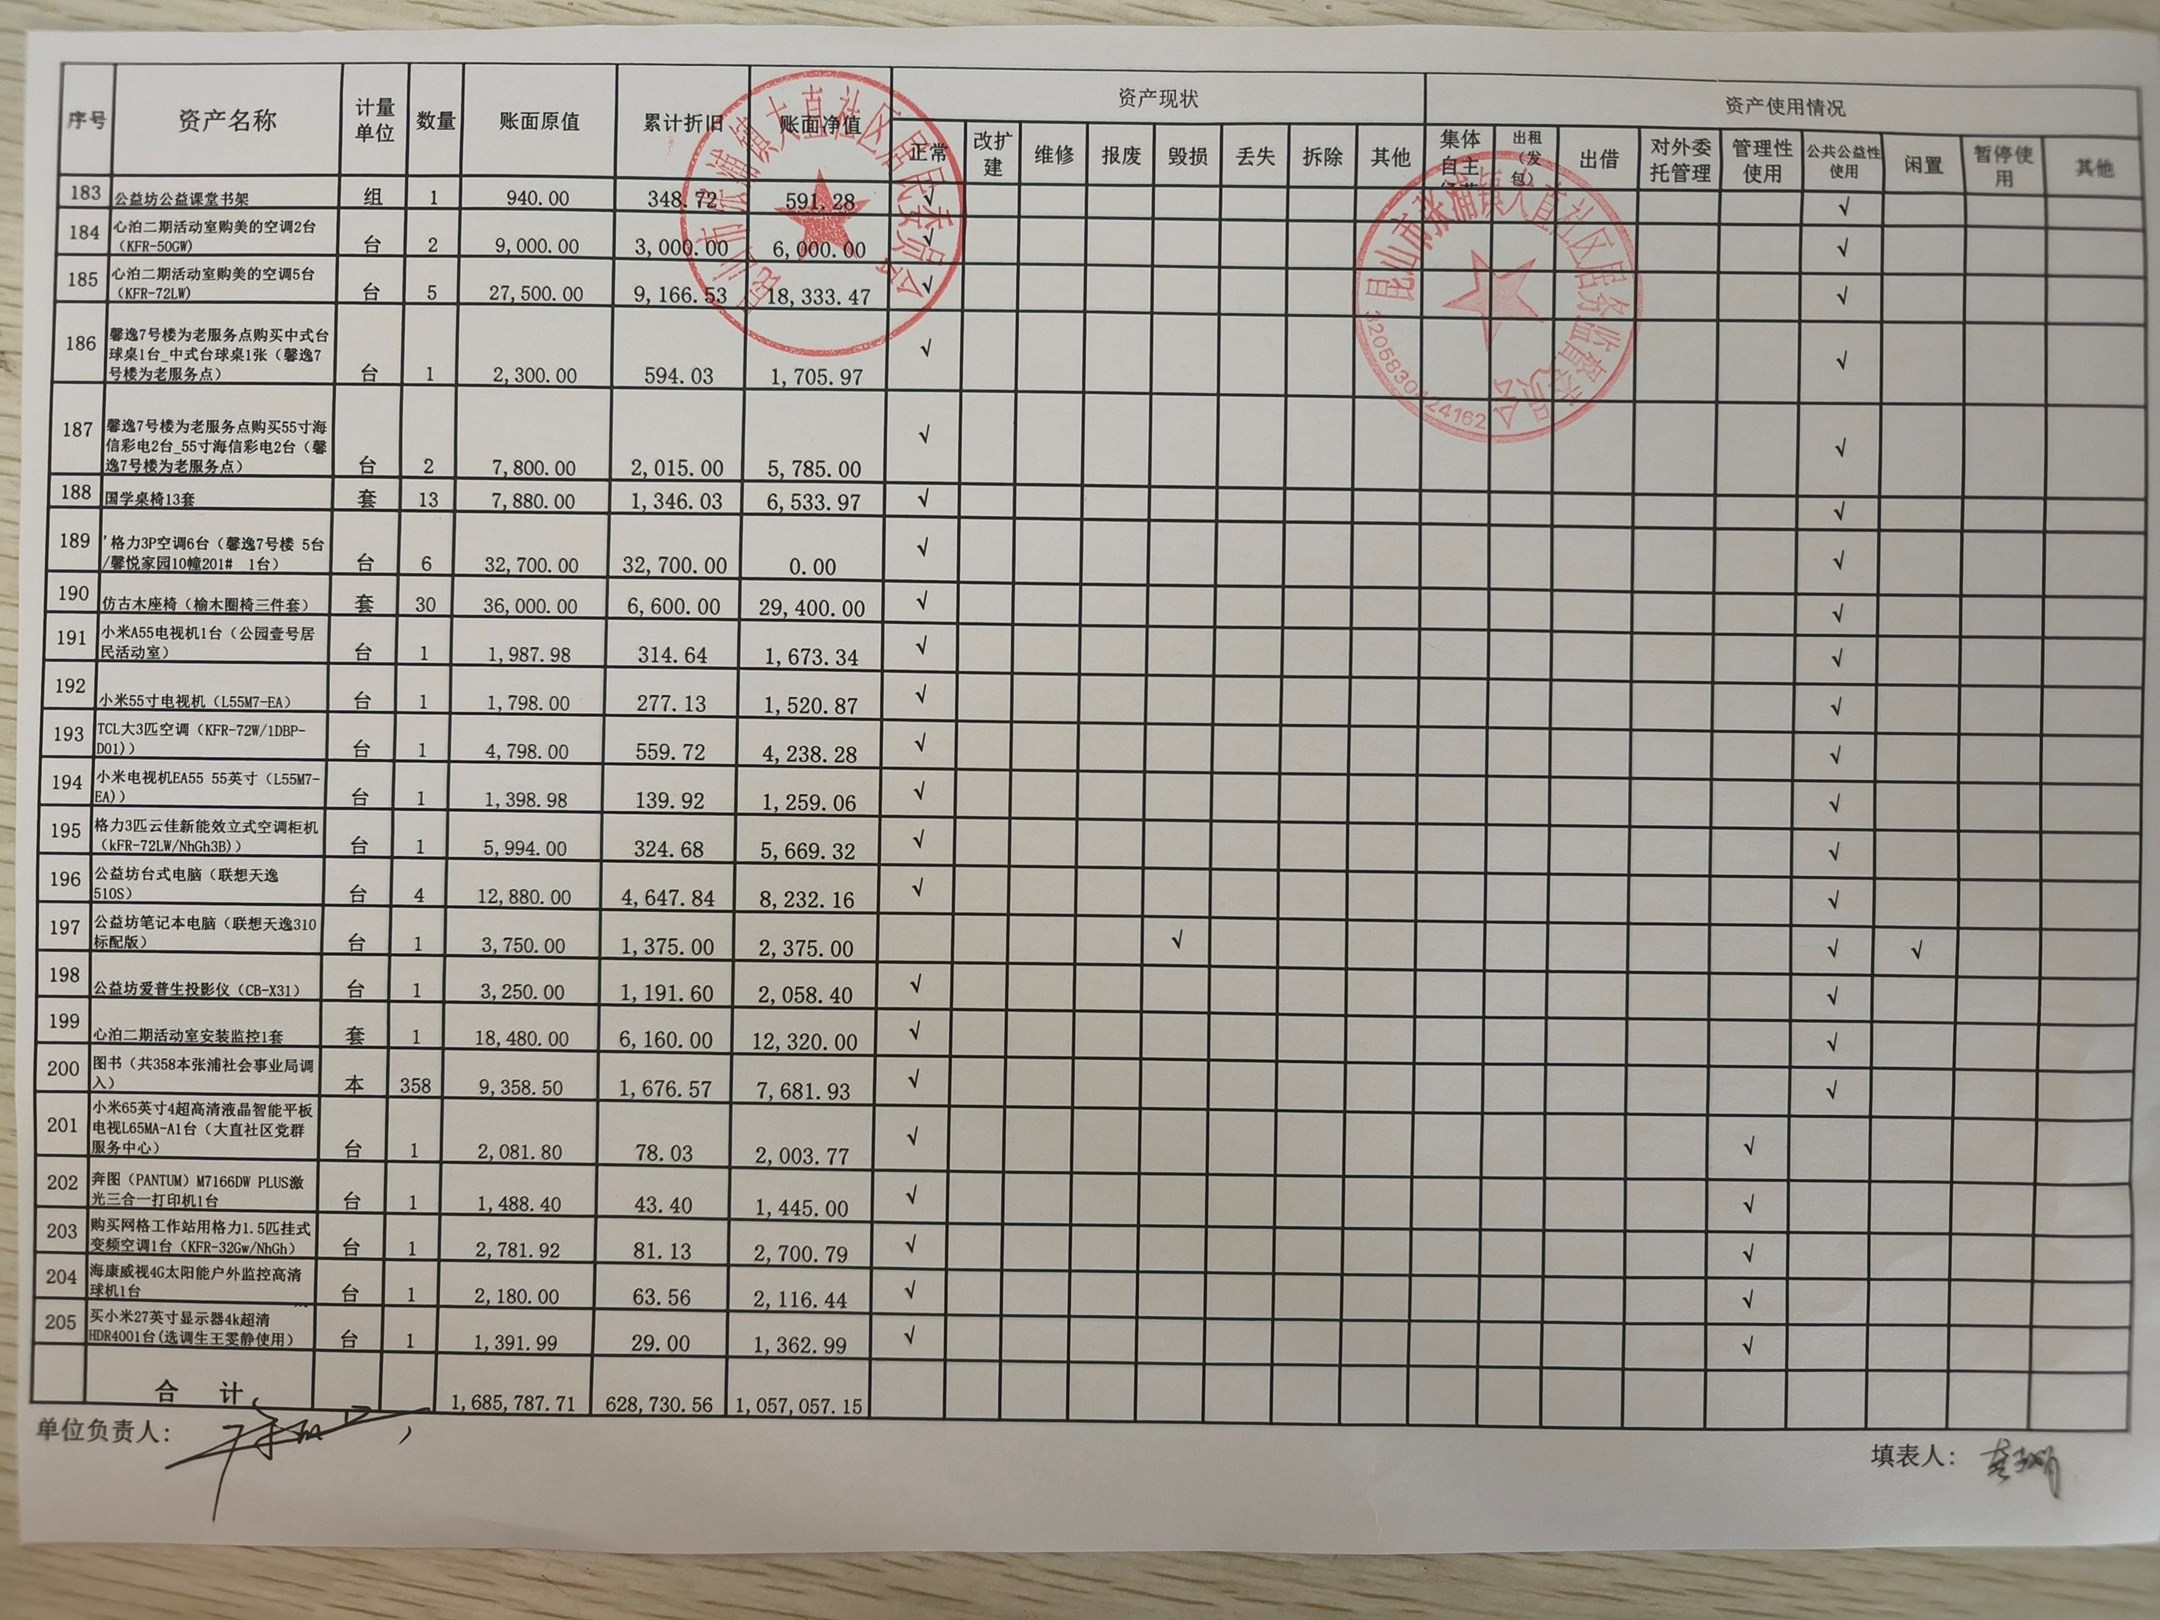 序号 资产名称 计量单位 数量 账面原值 累计折旧 账面净值 资产现状 资产使用情况
正常 改扩建 维修 报废 毁损 丢失 拆除 其他 集体自主 出租（发包） 出借 对外委托管理 管理性使用 公共公益性使用 闲置 暂停使用 其他
183 公益坊公益课堂书架 组 1 940.00 348.72 591.28 √ √
184 心泊二期活动室购美的空调2台（KFR-50GW) 台 2 9,000.00 3,000.00 6,000.00 √ √
185 心泊二期活动室购美的空调5台（KFR-72LW) 台 5 27,500.00 9,166.53 18,333.47 √ √
186 馨逸7号楼为老服务点购买中式台球桌1台_中式台球桌1张（馨逸7号楼为老服务点） 台 1 2,300.00 594.03 1,705.97 √ √
187 馨逸7号楼为老服务点购买55寸海信彩电2台_55寸海信彩电2台（馨逸7号楼为老服务点） 台 2 7,800.00 2,015.00 5,785.00 √ √
188 国学桌椅13套 套 13 7,880.00 1,346.03 6,533.97 √ √
189 '格力3P空调6台（馨逸7号楼 5台/馨悦家园10幢201# 1台） 台 6 32,700.00 32,700.00 0.00 √ √
190 仿古木座椅（榆木圈椅三件套） 套 30 36,000.00 6,600.00 29,400.00 √ √
191 小米A55电视机1台（公园壹号居民活动室） 台 1 1,987.98 314.64 1,673.34 √ √
192 小米55寸电视机（L55M7-EA） 台 1 1,798.00 277.13 1,520.87 √ √
193 TCL大3匹空调（KFR-72W/1DBP-D01)） 台 1 4,798.00 559.72 4,238.28 √ √
194 小米电视机EA55 55英寸（L55M7-EA)） 台 1 1,398.98 139.92 1,259.06 √ √
195 格力3匹云佳新能效立式空调柜机（kFR-72LW/NhGh3B)） 台 1 5,994.00 324.68 5,669.32 √ √
196 公益坊台式电脑（联想天逸510S） 台 4 12,880.00 4,647.84 8,232.16 √ √
197 公益坊笔记本电脑（联想天逸310标配版） 台 1 3,750.00 1,375.00 2,375.00 √ √ √
198 公益坊爱普生投影仪（CB-X31） 台 1 3,250.00 1,191.60 2,058.40 √ √
199 心泊二期活动室安装监控1套 套 1 18,480.00 6,160.00 12,320.00 √ √
200 图书（共358本张浦社会事业局调入） 本 358 9,358.50 1,676.57 7,681.93 √ √
201 小米65英寸4超高清液晶智能平板电视L65MA-A1台（大直社区党群服务中心） 台 1 2,081.80 78.03 2,003.77 √ √
202 奔图（PANTUM）M7166DW PLUS激光三合一打印机1台 台 1 1,488.40 43.40 1,445.00 √ √
203 购买网格工作站用格力1.5匹挂式变频空调1台（KFR-32Gw/NhGh） 台 1 2,781.92 81.13 2,700.79 √ √
204 海康威视4G太阳能户外监控高清球机1台 台 1 2,180.00 63.56 2,116.44 √ √
205 买小米27英寸显示器4k超清HDR4001台(选调生王雯静使用） 台 1 1,391.99 29.00 1,362.99 √ √
合计 1,685,787.71 628,730.56 1,057,057.15
单位负责人： 填表人：
昆山市张浦镇大直社区居民委员会
昆山市张浦镇大直社区居务监督委员会